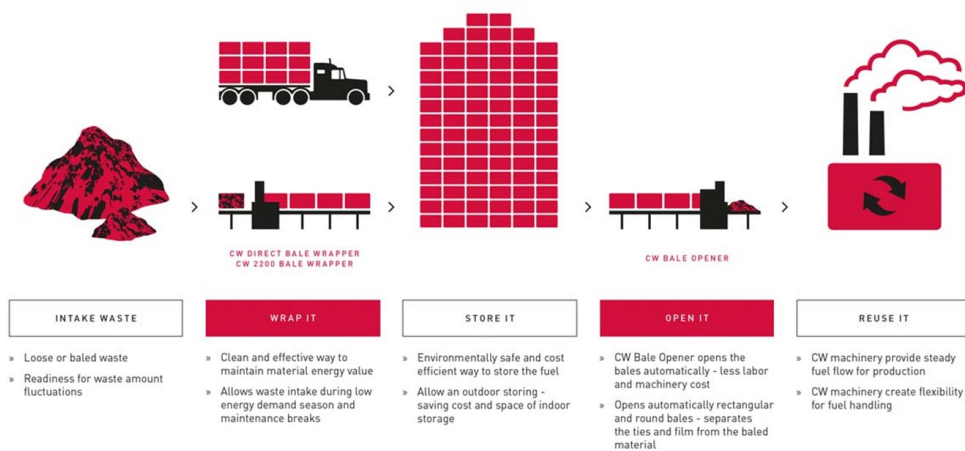 CW DIRECT BALE WRAPPER
CW 2200 BALE WRAPPER
CW BALE OPENER
INTAKE WASTE
» Loose or baled waste
» Readiness for waste amount
fluctuations
WRAP IT
» Clean and effective way to
maintain material energy
value
» Allows waste intake during low
energy demand season and
maintenance breaks
STORE IT
» Environmentally safe and cost
efficient way to store the fuel
» Allow an outdoor storing -
saving cost and space of indoor
storage
OPEN IT
» CW Bale Opener opens the
bales automatically - less labor
and machinery cost
» Opens automatically rectangular
and round bales - separates
the ties and film from the baled
material
REUSE IT
» CW machinery provide steady
fuel flow for production
» CW machinery create flexibility
for fuel handling